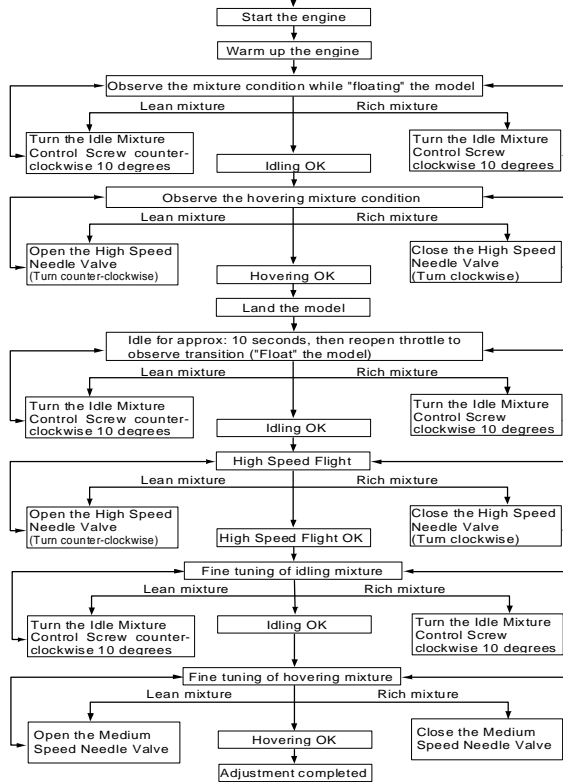 Start the engine
Warm up the engine
Observe the mixture condition while "floating" the model
Lean mixture
Rich mixture
Turn the Idle Mixture
Control Screw counter-
clockwise 10 degrees
Turn the Idle Mixture
Control Screw
clockwise 10 degrees
Idling OK
Observe the hovering mixture condition
Lean mixture
Rich mixture
Open the High Speed
Needle Valve
(Turn counter-clockwise)
Close the High Speed
Needle Valve
(Turn clockwise)
Hovering OK
Land the model
Idle for approx: 10 seconds, then reopen throttle to
observe transition ("Float" the model)
Lean mixture
Rich mixture
Turn the Idle Mixture
Control Screw counter-
clockwise 10 degrees
Turn the Idle Mixture
Control Screw
clockwise 10 degrees
Idling OK
High Speed Flight
Lean mixture
Rich mixture
Open the High Speed
Needle Valve
(Turn counter-clockwise)
Close the High Speed
Needle Valve
(Turn clockwise)
High Speed Flight OK
Fine tuning of idling mixture
Lean mixture
Rich mixture
Turn the Idle Mixture
Control Screw counter-
clockwise 10 degrees
Turn the Idle Mixture
Control Screw
clockwise 10 degrees
Idling OK
Fine tuning of hovering mixture
Lean mixture
Rich mixture
Open the Medium
Speed Needle Valve
Close the Medium
Speed Needle Valve
Hovering OK
Adjustment completed